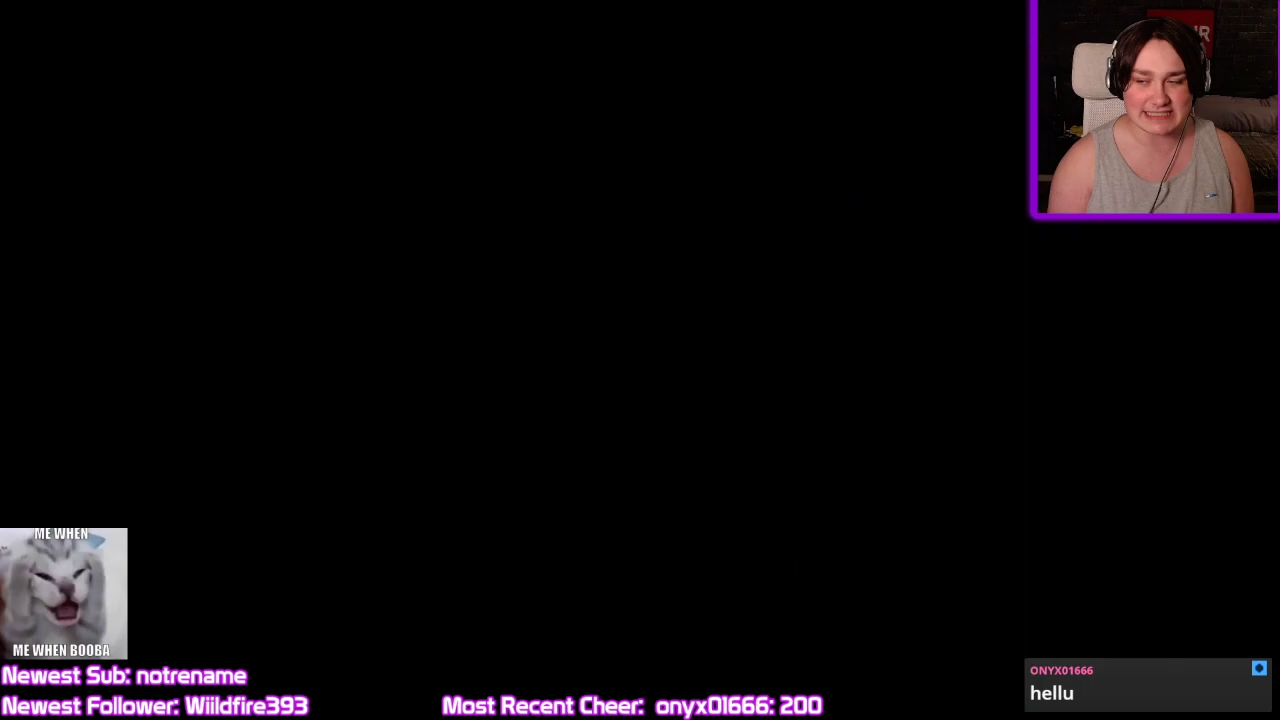 ME WHEN
ME WHEN BOOBA
Newest Sub: notrename
Newest Follower: Wiildfire393
Most Recent Cheer: onyx01666: 200
ONYX01666
hellu